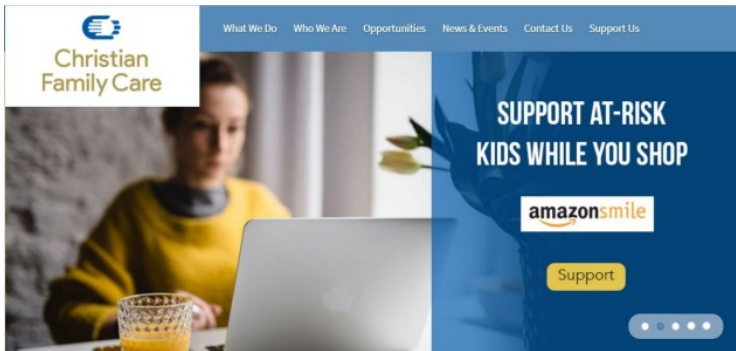 Christian
Family Care
What We Do Who We Are Opportunities News & Events Contact Us Support Us
SUPPORT AT-RISK
KIDS WHILE YOU SHOP
amazonsmile
Support